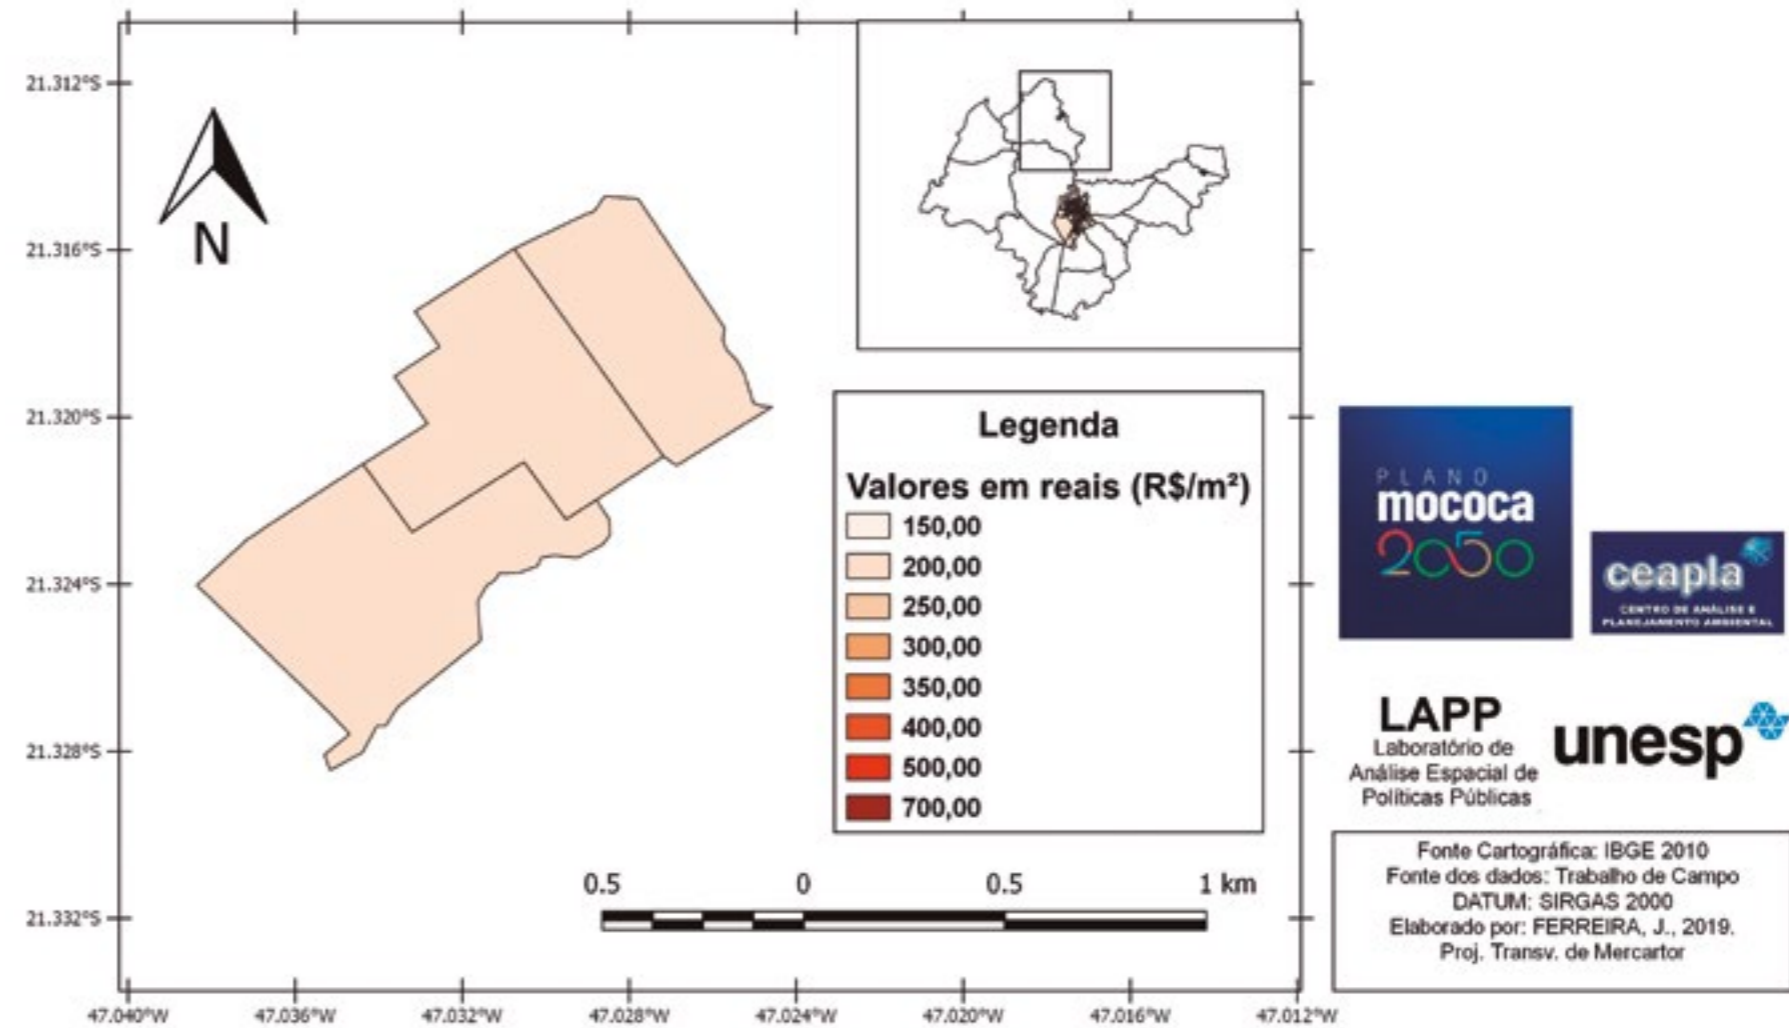 21.312°S
21.316°S
21.320°S
21.324°S
21.328°S
21.332°S
N
Legenda
Valores em reais (R$/m²)
150,00
200,00
250,00
300,00
350,00
400,00
500,00
700,00
0.5 0 0.5 1 km
47.040°W 47.036°W 47.032°W 47.028°W 47.024°W 47.020°W 47.016°W 47.012°W
PLANO
mococa
2050
ceapla
CENTRO DE ANÁLISE E
PLANEJAMENTO AMBIENTAL
LAPP
Laboratório de
Análise Espacial de
Políticas Públicas
unesp
Fonte Cartográfica: IBGE 2010
Fonte dos dados: Trabalho de Campo
DATUM: SIRGAS 2000
Elaborado por: FERREIRA, J., 2019.
Proj. Transv. de Mercartor